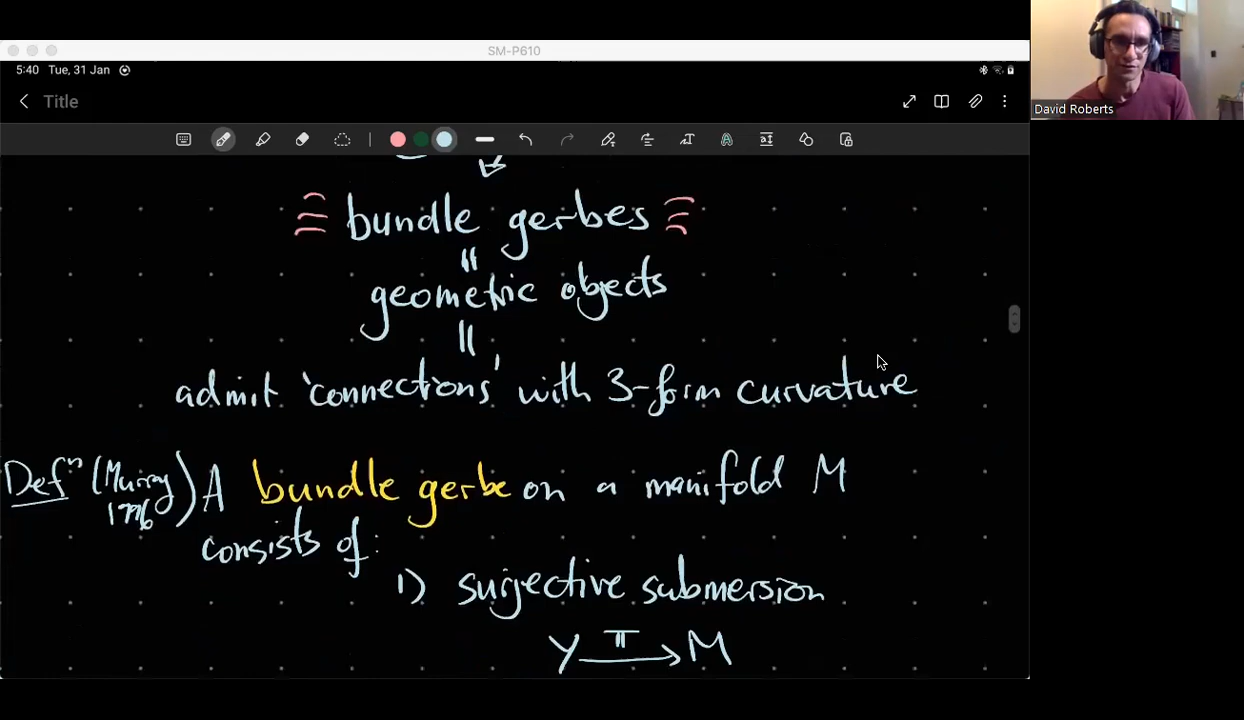 SM-P610
5:40 Tue, 31 Jan
Title
David Roberts
bundle gerbes
geometric objects
admit 'connections' with 3-form curvature
Defⁿ (Murray 1996) A bundle gerbe on a manifold M
consists of:
1) surjective submersion
Y π→ M